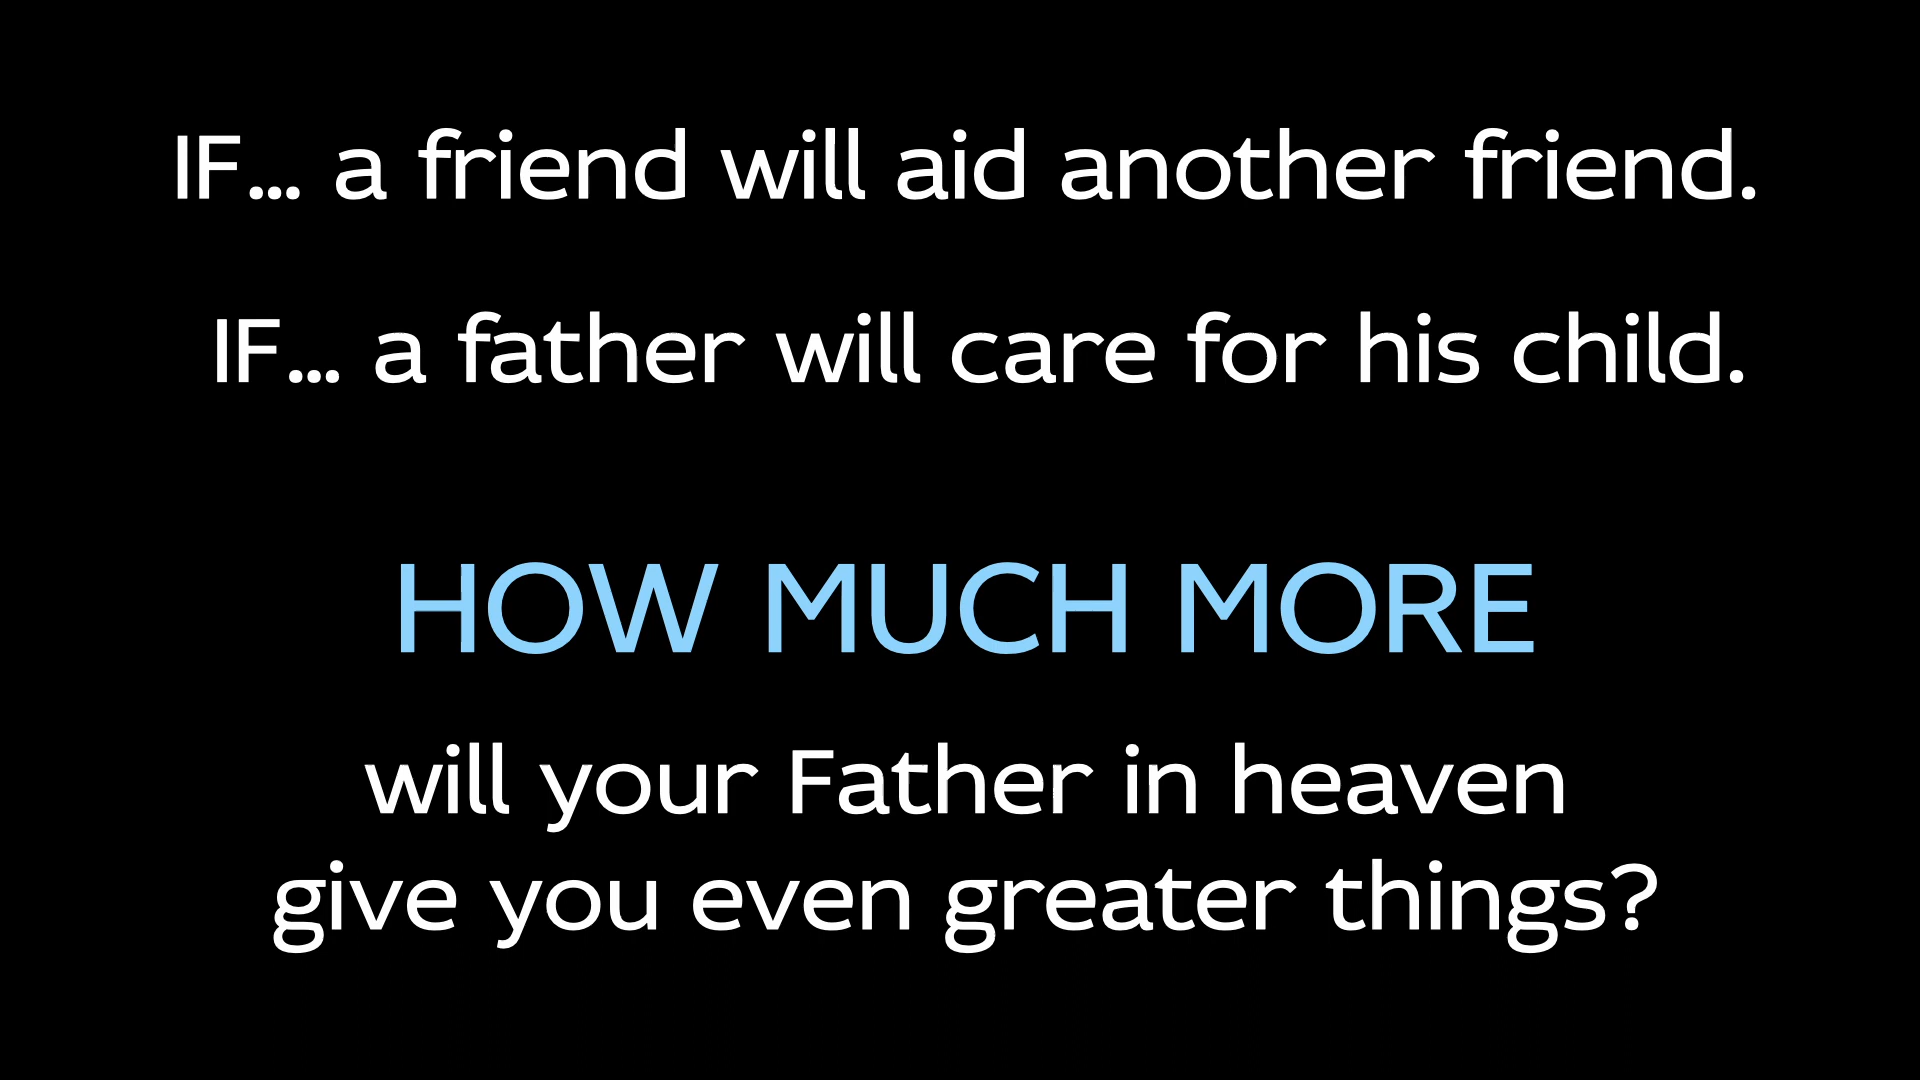 IF... a friend will aid another friend.
IF... a father will care for his child.
HOW MUCH MORE
will your Father in heaven
give you even greater things?